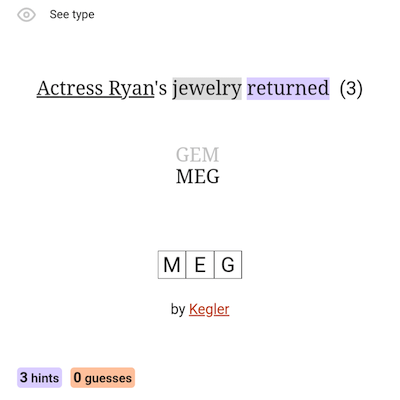 See type
Actress Ryan's jewelry returned (3)
GEM
MEG
M E G
by Kegler
3 hints 0 guesses